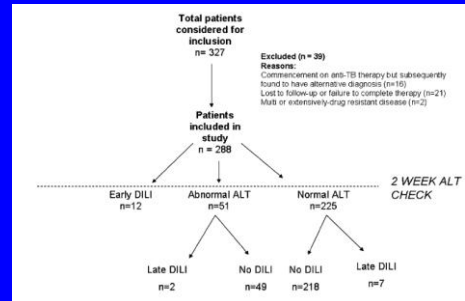 Total patients
considered for
inclusion
n= 327
Excluded (n = 39)
Reasons:
Commencement on anti-TB therapy but subsequently
found to have alternative diagnosis (n=16)
Lost to follow-up or failure to complete therapy (n=21)
Multi or extensively-drug resistant disease (n=2)
Patients
included in
study
n = 288
2 WEEK ALT
CHECK
Early DILI
n=12
Abnormal ALT
n=51
Normal ALT
n=225
Late DILI
n=2
No DILI
n=49
No DILI
n=218
Late DILI
n=7